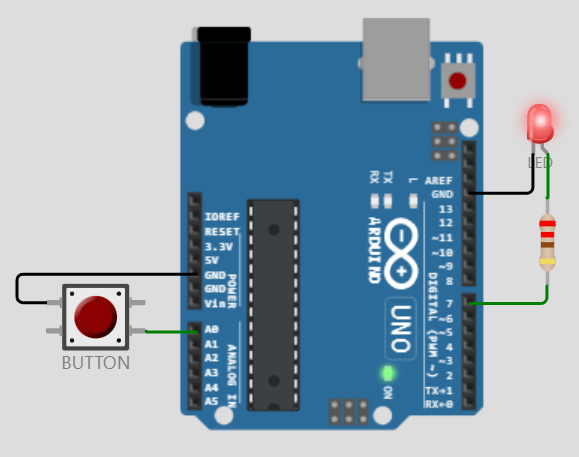 LED
RX
TX
L
AREF
GND
13
12
~11
~10
~9
8
7
~6
~5
4
~3
2
TX→1
RX←0
DIGITAL (PWM ~)
ARDUINO
UNO
ON
IOREF
RESET
3.3V
5V
GND
GND
Vin
POWER
A0
A1
A2
A3
A4
A5
ANALOG IN
BUTTON